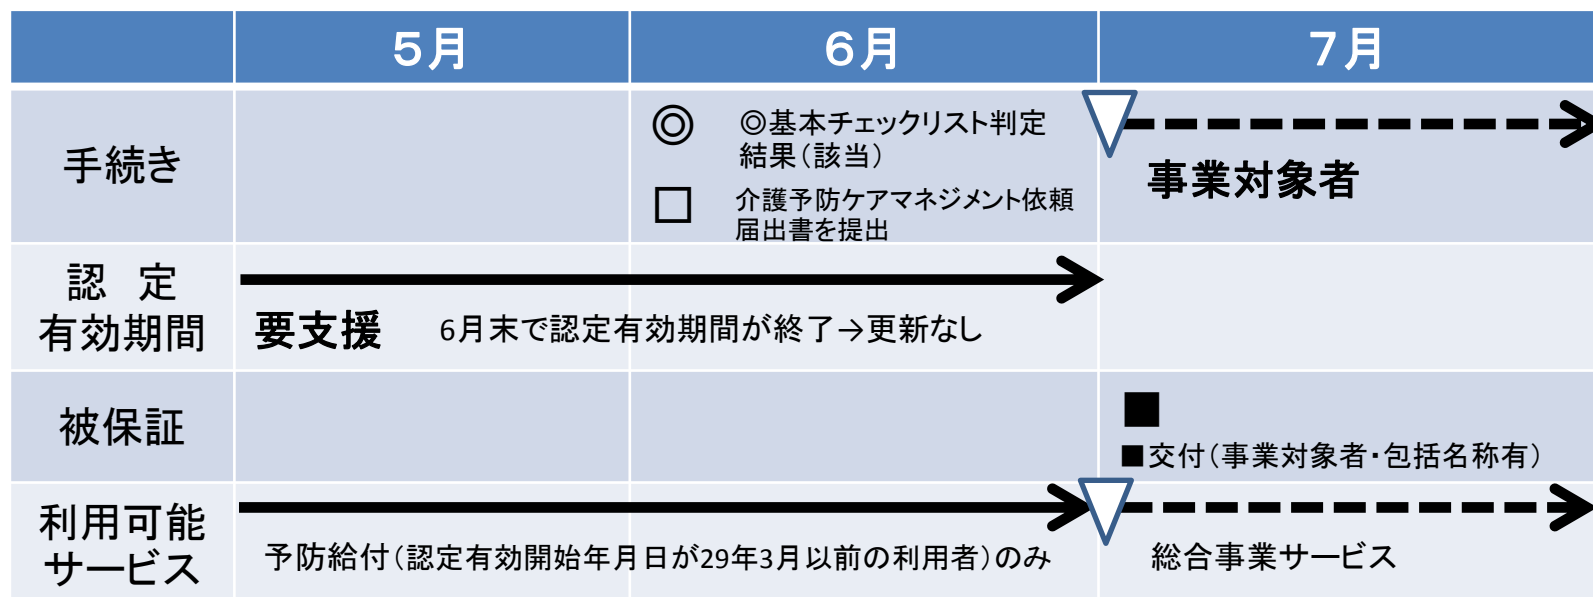 ５月
６月
７月
手続き
◎
◎基本チェックリスト判定
結果（該当）
□
介護予防ケアマネジメント依頼
届出書を提出
事業対象者
認　定
有効期間
要支援
6月末で認定有効期間が終了→更新なし
被保証
■
■交付（事業対象者・包括名称有）
利用可能
サービス
予防給付（認定有効開始年月日が29年3月以前の利用者）のみ
総合事業サービス